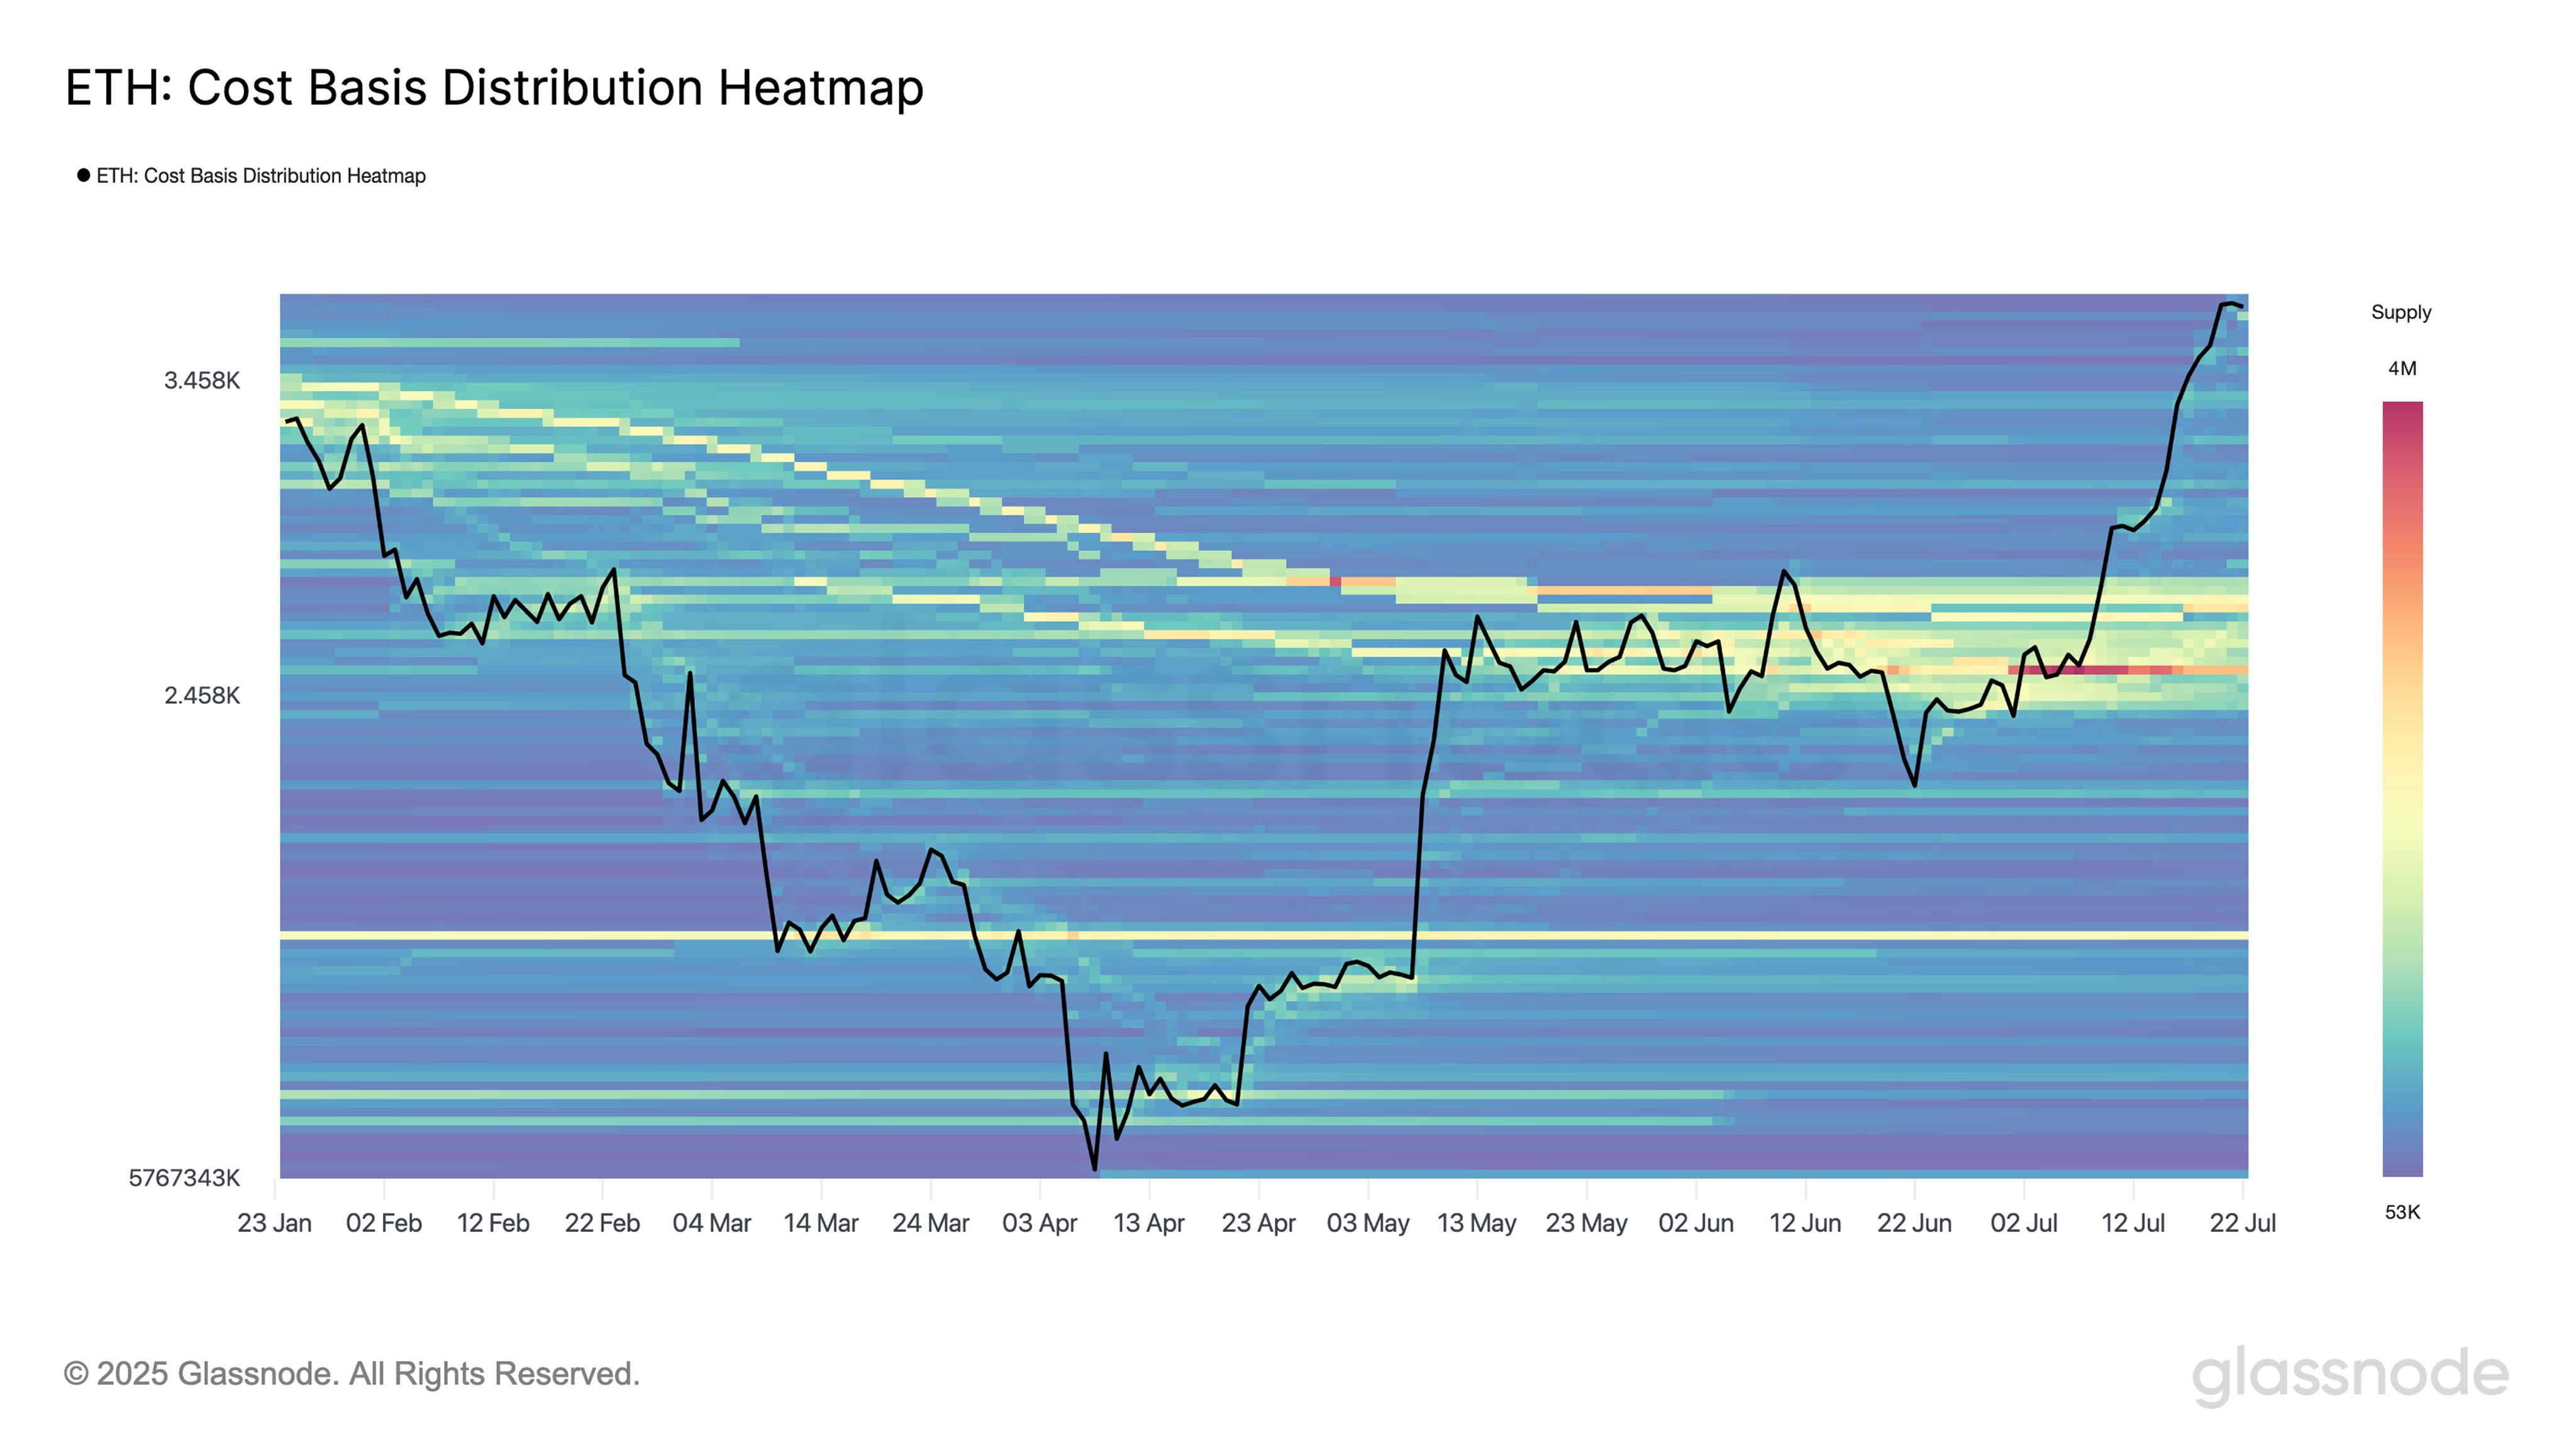 ETH: Cost Basis Distribution Heatmap
ETH: Cost Basis Distribution Heatmap
Supply
4M
53K
3.458K
2.458K
5767343K
23 Jan 02 Feb 12 Feb 22 Feb 04 Mar 14 Mar 24 Mar 03 Apr 13 Apr 23 Apr 03 May 13 May 23 May 02 Jun 12 Jun 22 Jun 02 Jul 12 Jul 22 Jul
© 2025 Glassnode. All Rights Reserved.
glassnode
glassnode